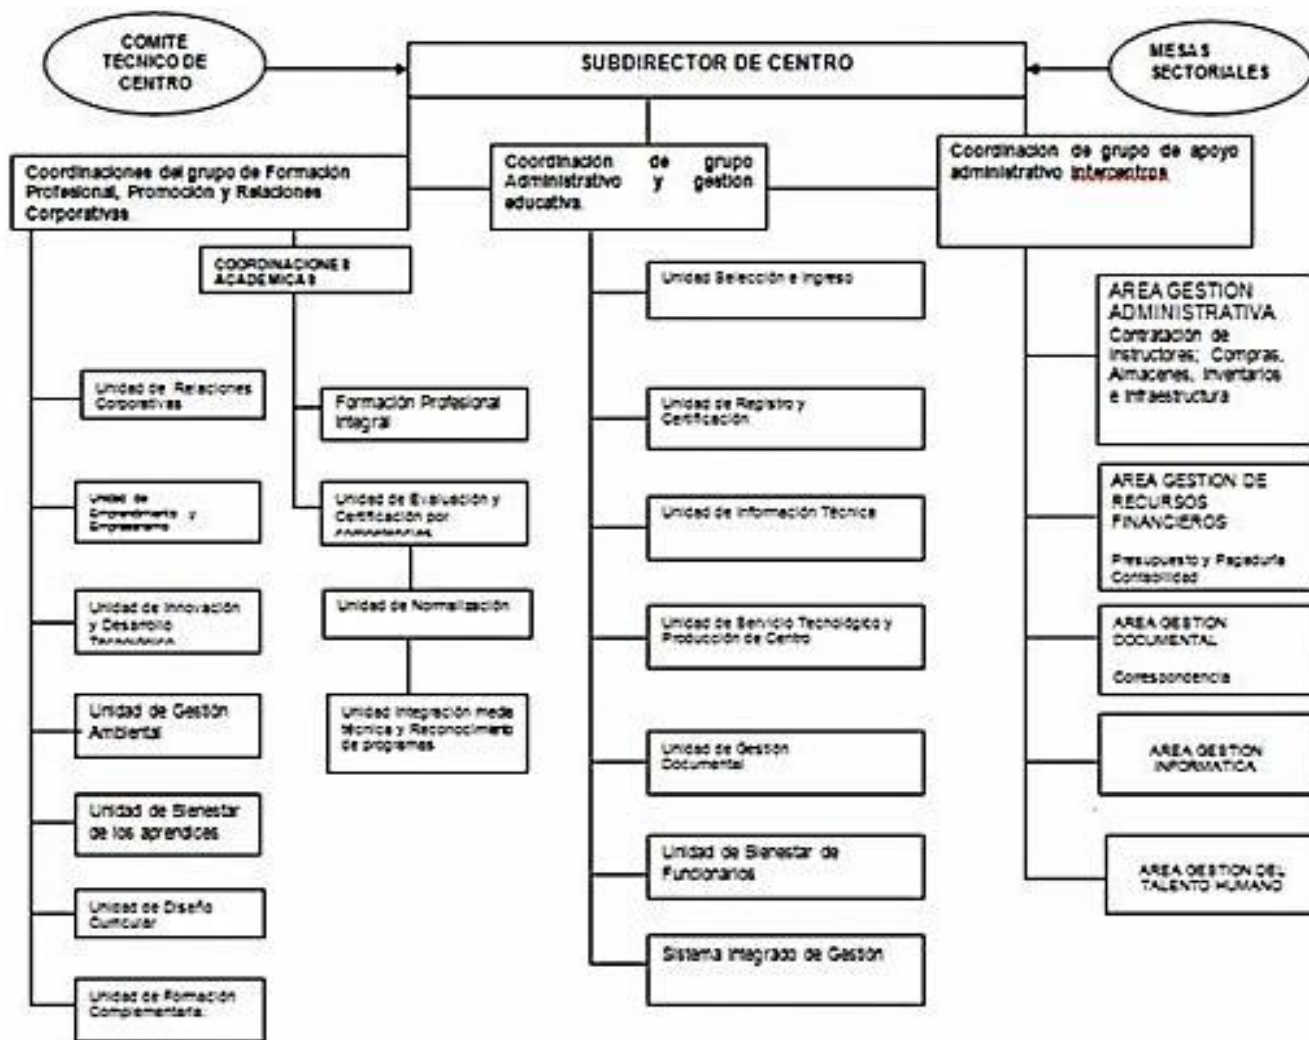 COMITE
TÉCNICO DE
CENTRO
SUBDIRECTOR DE CENTRO
MESAS
SECTORIALES
Coordinaciones del grupo de Formación
Profesional, Promoción y Relaciones
Corporativas.
Coordinación de grupo
Administrativo y gestion
educativa.
Coordinacion de grupo de apoyo
administrativo Intercentros
COORDINACIONES
ACADEMICAS
Unidad de Relaciones
Corporativas
Unidad de
Emprendimiento y
Empresarismo
Unidad de Innovación
y Desarrollo
Tecnológico
Unidad de Gestión
Ambiental
Unidad de Bienestar
de los aprendices
Unidad de Diseño
Curricular
Unidad de Formación
Complementaria.
Formación Profesional
Integral
Unidad de Evaluación y
Certificación por
competencias
Unidad de Normalización
Unidad Integración media
técnica y Reconocimiento
de programas
Unidad Selección e Ingreso
Unidad de Registro y
Certificación
Unidad de Información Técnica
Unidad de Servicio Tecnológico y
Producción de Centro
Unidad de Gestión
Documental
Unidad de Bienestar de
Funcionarios
Sistema Integrado de Gestión
AREA GESTION
ADMINISTRATIVA
Contratación de
Instructores; Compras,
Almacenes, Inventarios
e Infraestructura
AREA GESTION DE
RECURSOS
FINANCIEROS
Presupuesto y Pagaduría
Contabilidad
AREA GESTION
DOCUMENTAL
Correspondencia
AREA GESTION
INFORMATICA
AREA GESTION DEL
TALENTO HUMANO